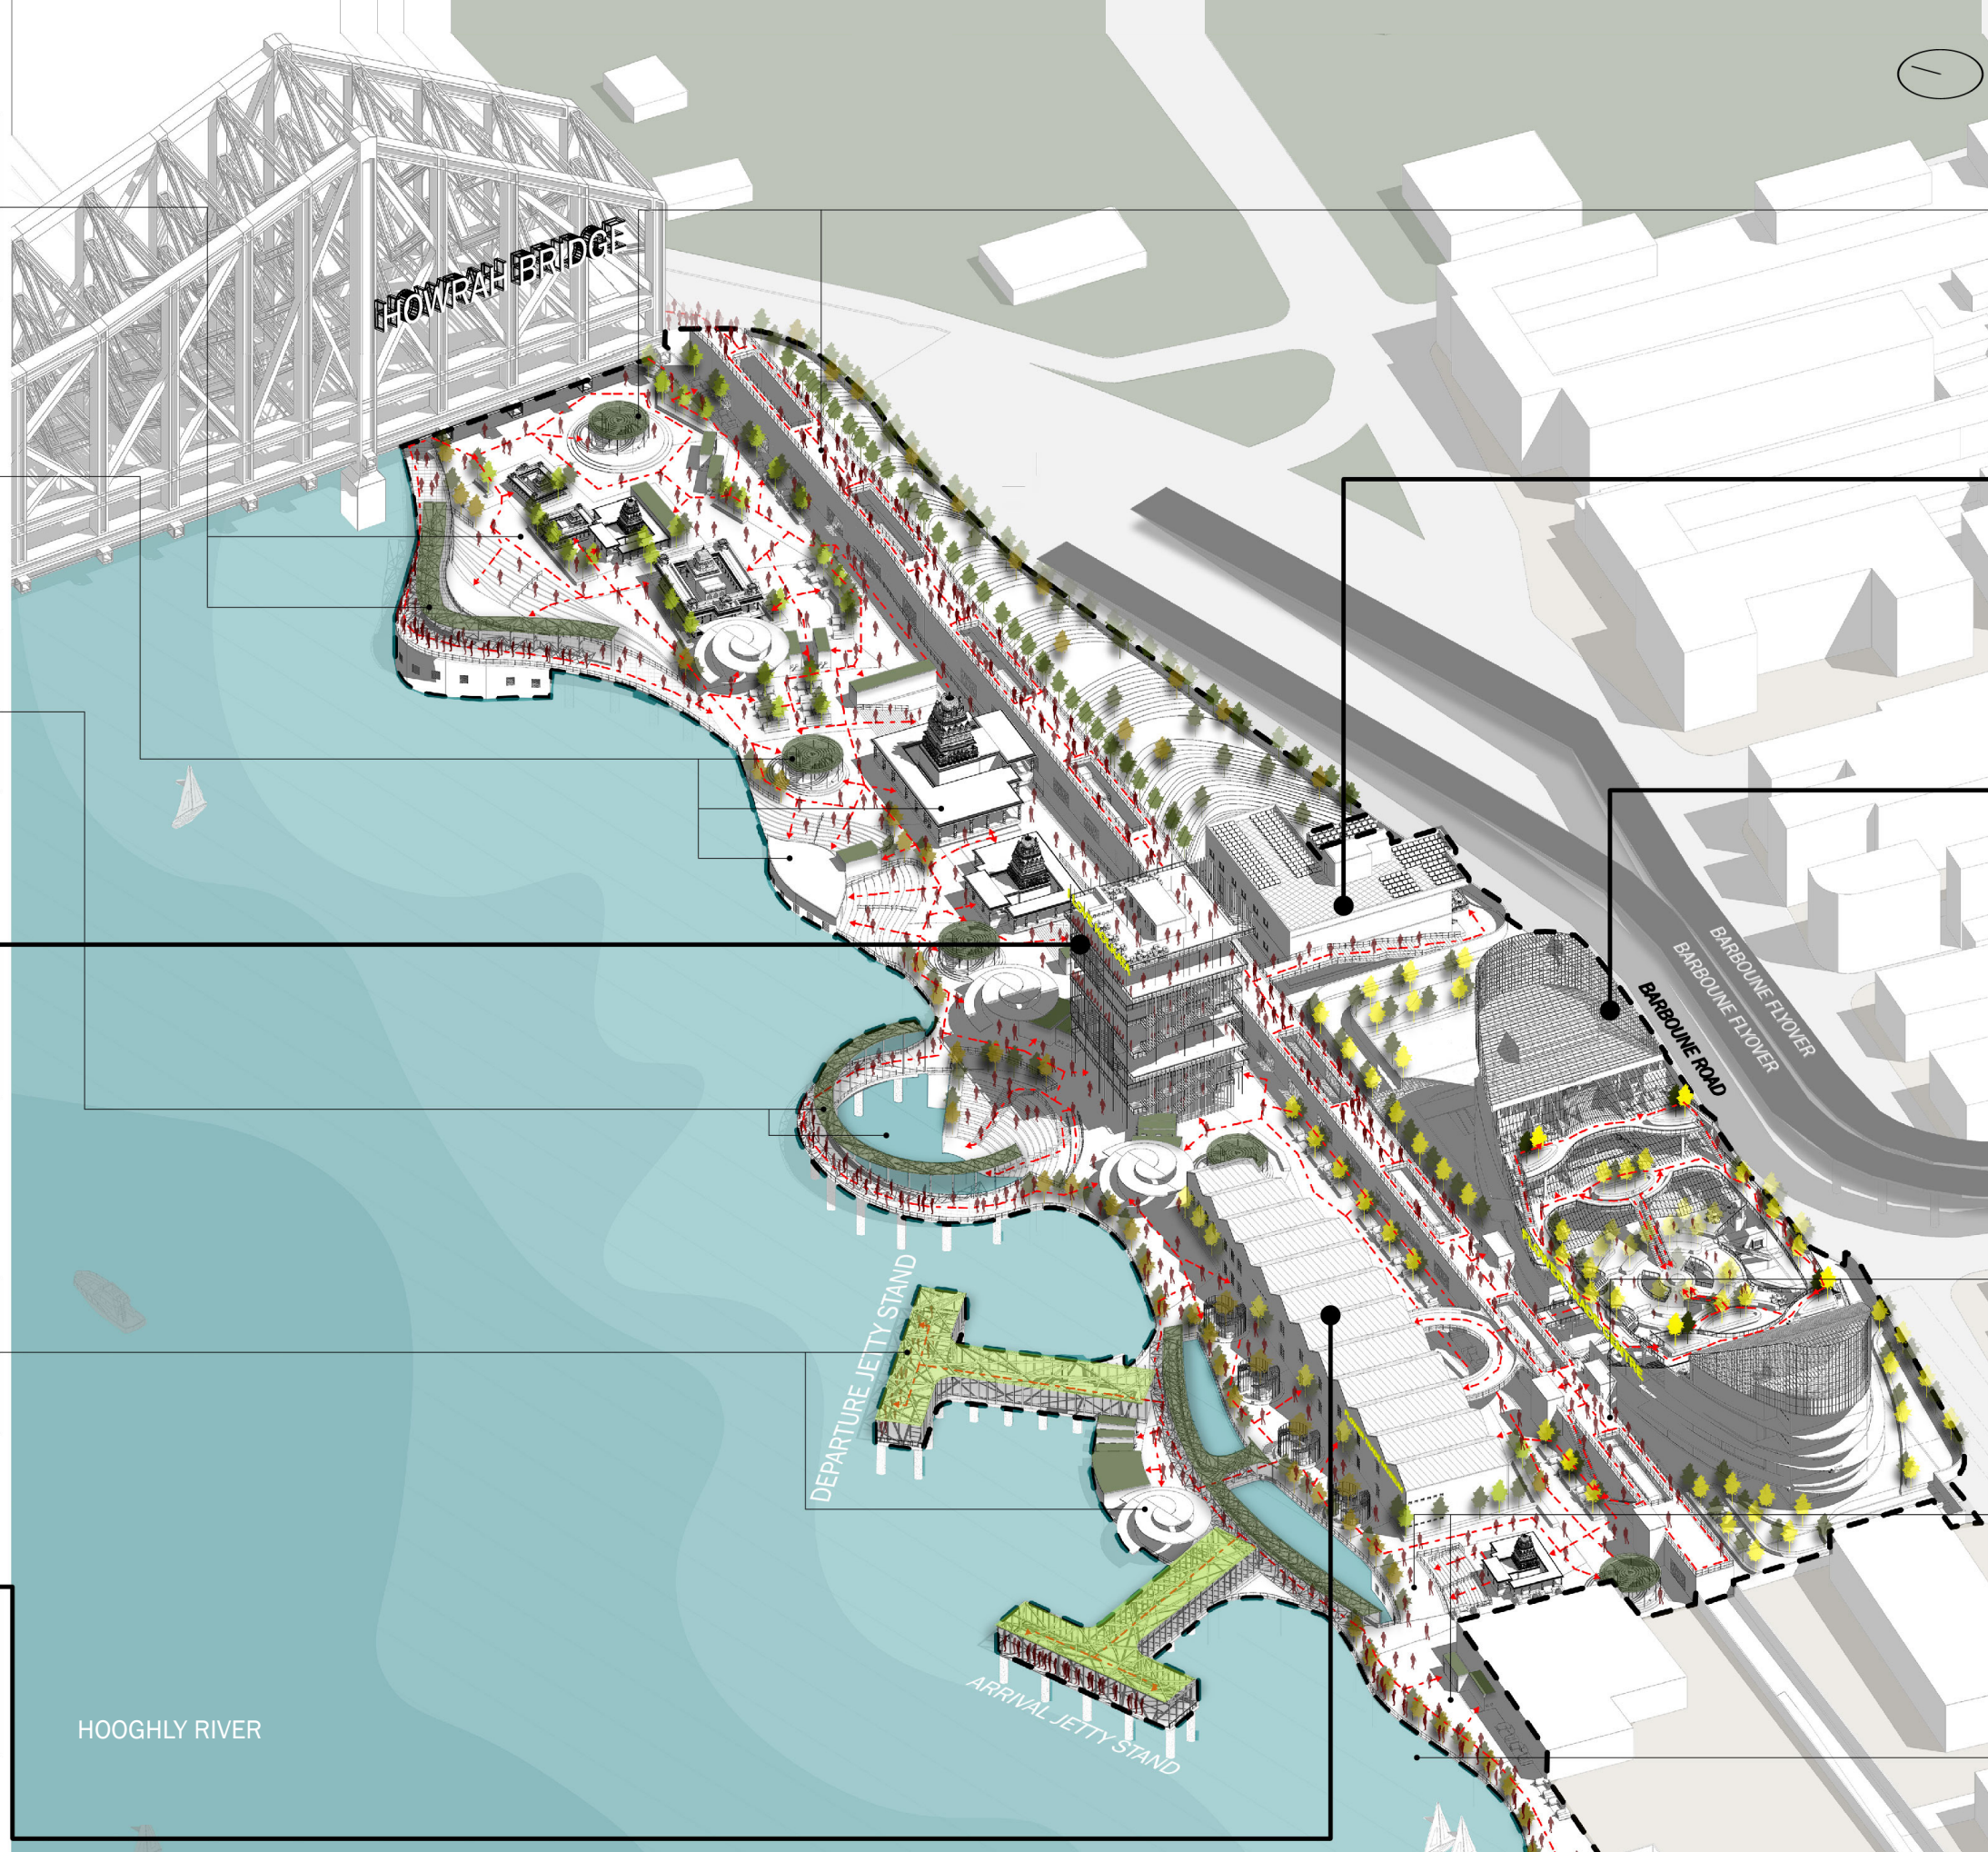 HOWRAH BRIDGE
BARBOUNE FLYOVER
BARBOUNE FLYOVER
BARBOUNE ROAD
DEPARTURE JETTY STAND
ARRIVAL JETTY STAND
HOOGHLY RIVER